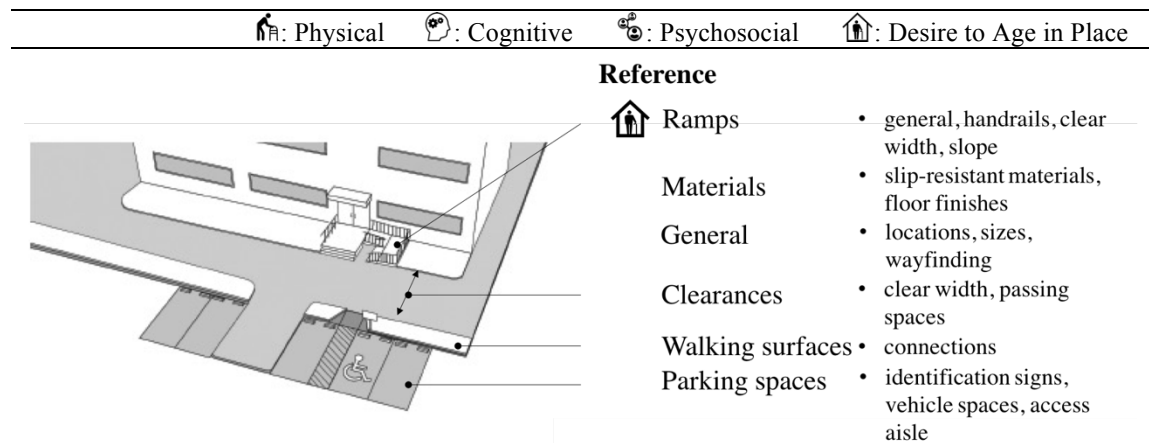 : Physical : Cognitive : Psychosocial : Desire to Age in Place
Reference
Ramps • general, handrails, clear
width, slope
Materials • slip-resistant materials,
floor finishes
General • locations, sizes,
wayfinding
Clearances • clear width, passing
spaces
Walking surfaces • connections
Parking spaces • identification signs,
vehicle spaces, access
aisle